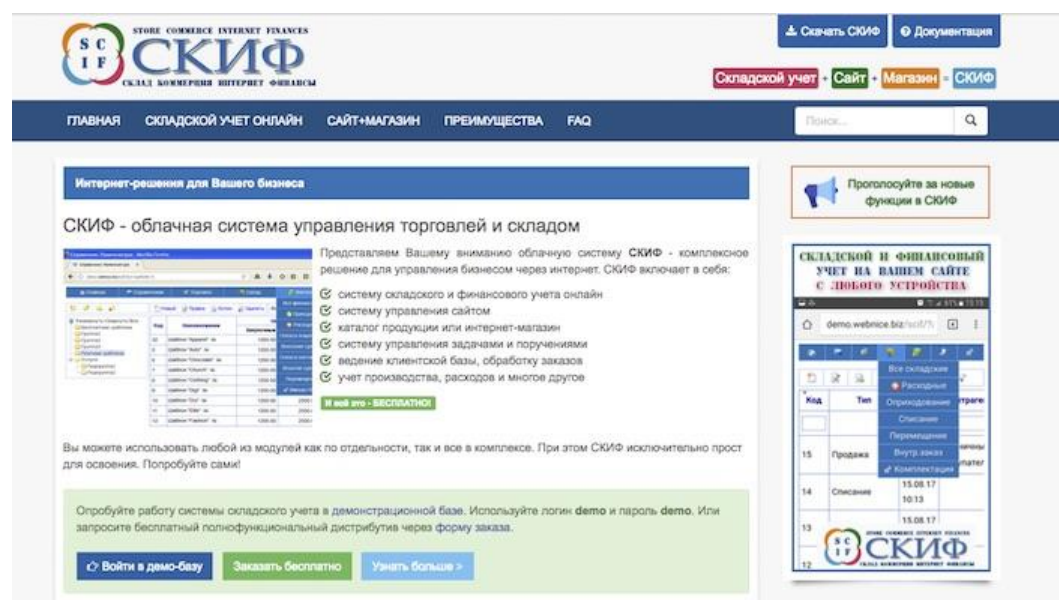 STORE COMMERCE INTERNET FINANCES
S C
I F
СКИФ
СКЛАД КОММЕРЦИЯ ИНТЕРНЕТ ФИНАНСЫ
Скачать СКИФ
Документация
Складской учет + Сайт + Магазин = СКИФ
ГЛАВНАЯ СКЛАДСКОЙ УЧЕТ ОНЛАЙН САЙТ+МАГАЗИН ПРЕИМУЩЕСТВА FAQ
Поиск...
Интернет-решения для Вашего бизнеса
СКИФ - облачная система управления торговлей и складом
Представляем Вашему вниманию облачную систему СКИФ - комплексное
решение для управления бизнесом через интернет. СКИФ включает в себя:
систему складского и финансового учета онлайн
систему управления сайтом
каталог продукции или интернет-магазин
систему управления задачами и поручениями
ведение клиентской базы, обработку заказов
учет производства, расходов и многое другое
И всё это - БЕСПЛАТНО!
Вы можете использовать любой из модулей как по отдельности, так и все в комплексе. При этом СКИФ исключительно прост
для освоения. Попробуйте сами!
Опробуйте работу системы складского учета в демонстрационной базе. Используйте логин demo и пароль demo. Или
запросите бесплатный полнофункциональный дистрибутив через форму заказа.
Войти в демо-базу
Заказать бесплатно
Узнать больше >
Проголосуйте за новые
функции в СКИФ
СКЛАДСКОЙ И ФИНАНСОВЫЙ
УЧЕТ НА ВАШЕМ САЙТЕ
С ЛЮБОГО УСТРОЙСТВА
demo.webnice.biz/scif/
Все складские
Расходные
Код Тип Оприходование
Списание
Перемещение
15 Продажа Внутр.заказ
Комплектация
14 Списание 15.08.17
10:13
13 15.08.17
STORE COMMERCE INTERNET FINANCES
S C
I F
СКИФ
12 СКЛАД КОММЕРЦИЯ ИНТЕРНЕТ ФИНАНСЫ